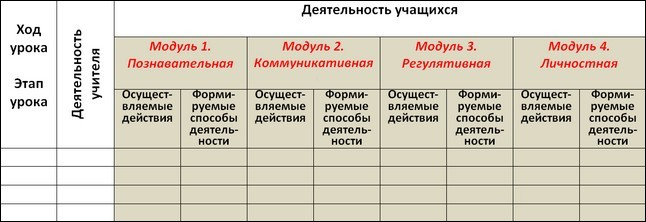 Ход
урока
Этап
урока
Деятельность
учителя
Деятельность учащихся
Модуль 1.
Познавательная
Модуль 2.
Коммуникативная
Модуль 3.
Регулятивная
Модуль 4.
Личностная
Осущест-
вляемые
действия
Форми-
руемые
способы
деятель-
ности
Осущест-
вляемые
действия
Форми-
руемые
способы
деятель-
ности
Осущест-
вляемые
действия
Форми-
руемые
способы
деятель-
ности
Осущест-
вляемые
действия
Форми-
руемые
способы
деятель-
ности